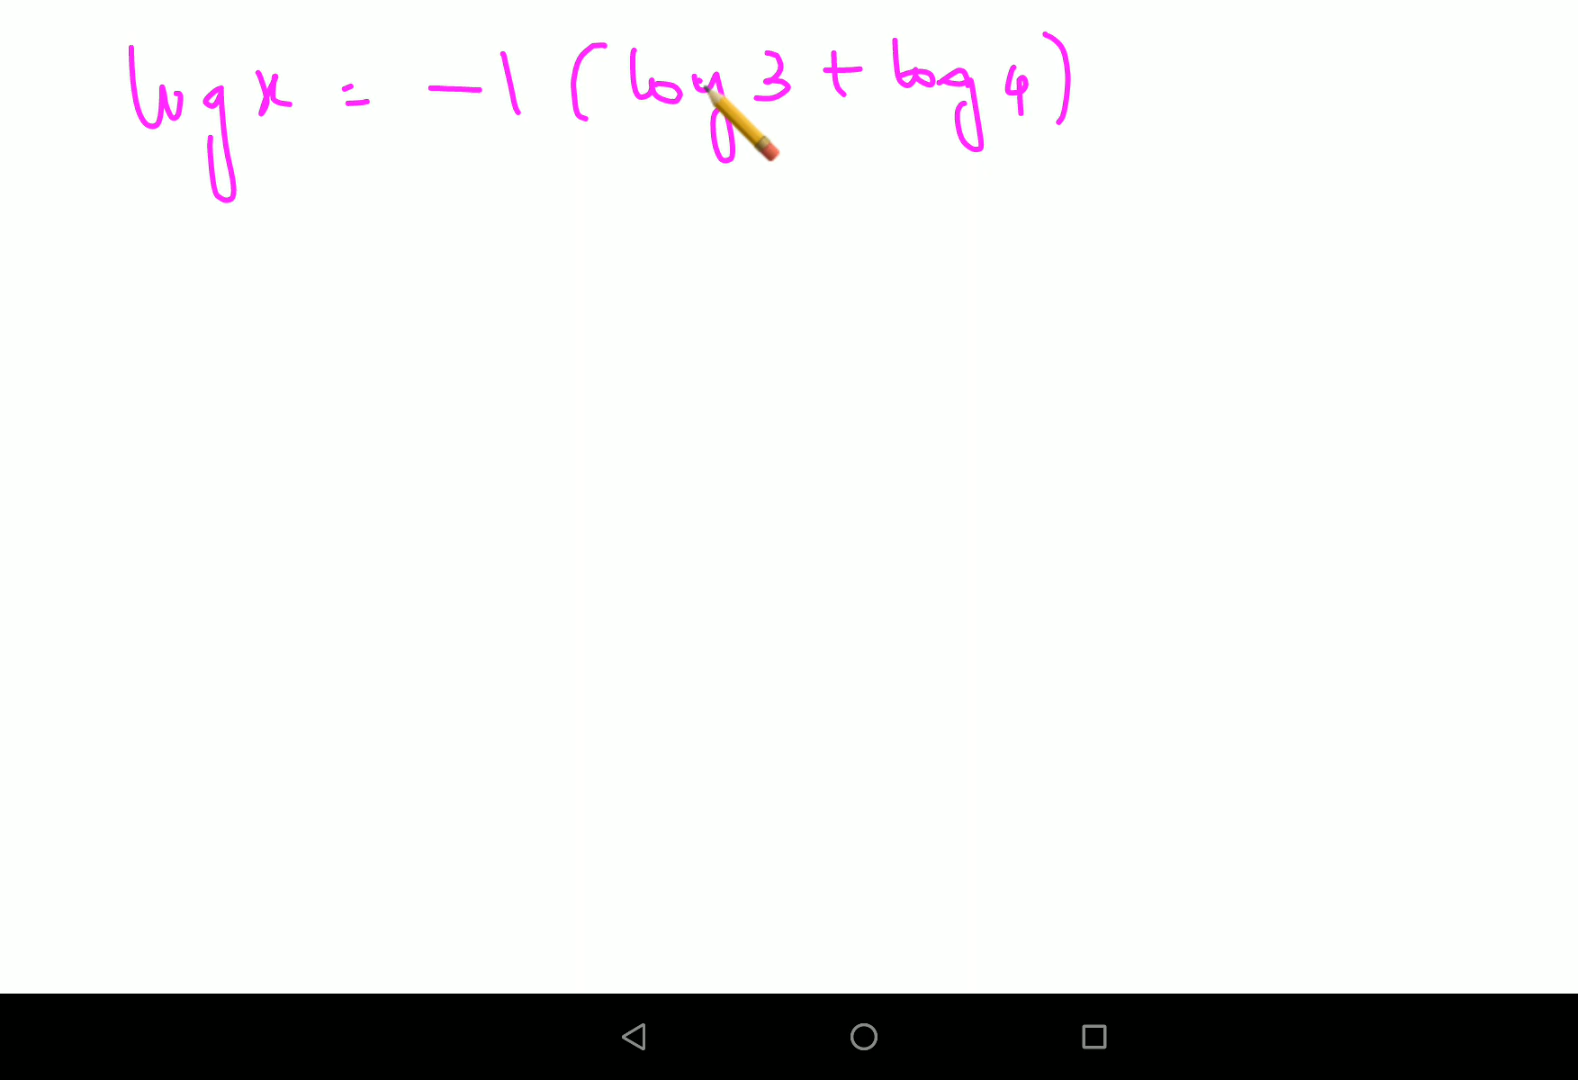 log x = -1 (log 3 + log 4)